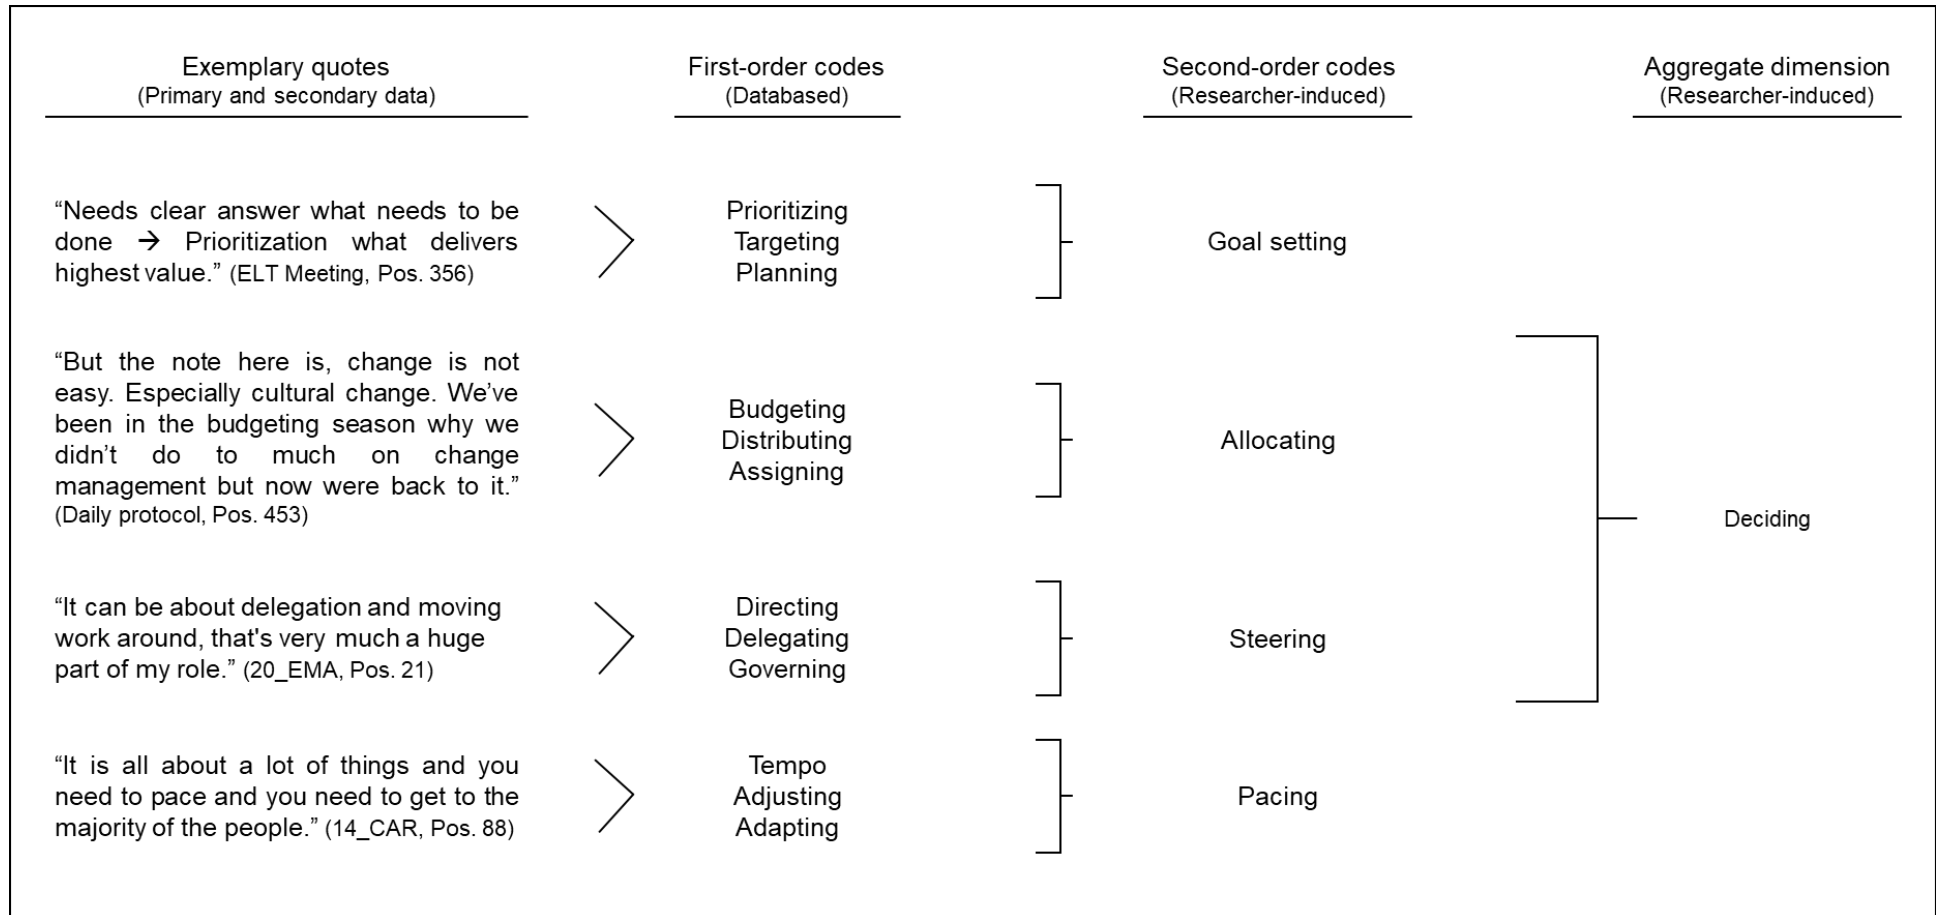 Exemplary quotes
(Primary and secondary data)
First-order codes
(Databased)
Second-order codes
(Researcher-induced)
Aggregate dimension
(Researcher-induced)
“Needs clear answer what needs to be
done → Prioritization what delivers
highest value.” (ELT Meeting, Pos. 356)
Prioritizing
Targeting
Planning
Goal setting
“But the note here is, change is not
easy. Especially cultural change. We’ve
been in the budgeting season why we
didn’t do to much on change
management but now were back to it.”
(Daily protocol, Pos. 453)
Budgeting
Distributing
Assigning
Allocating
Deciding
“It can be about delegation and moving
work around, that's very much a huge
part of my role.” (20_EMA, Pos. 21)
Directing
Delegating
Governing
Steering
“It is all about a lot of things and you
need to pace and you need to get to the
majority of the people.” (14_CAR, Pos. 88)
Tempo
Adjusting
Adapting
Pacing